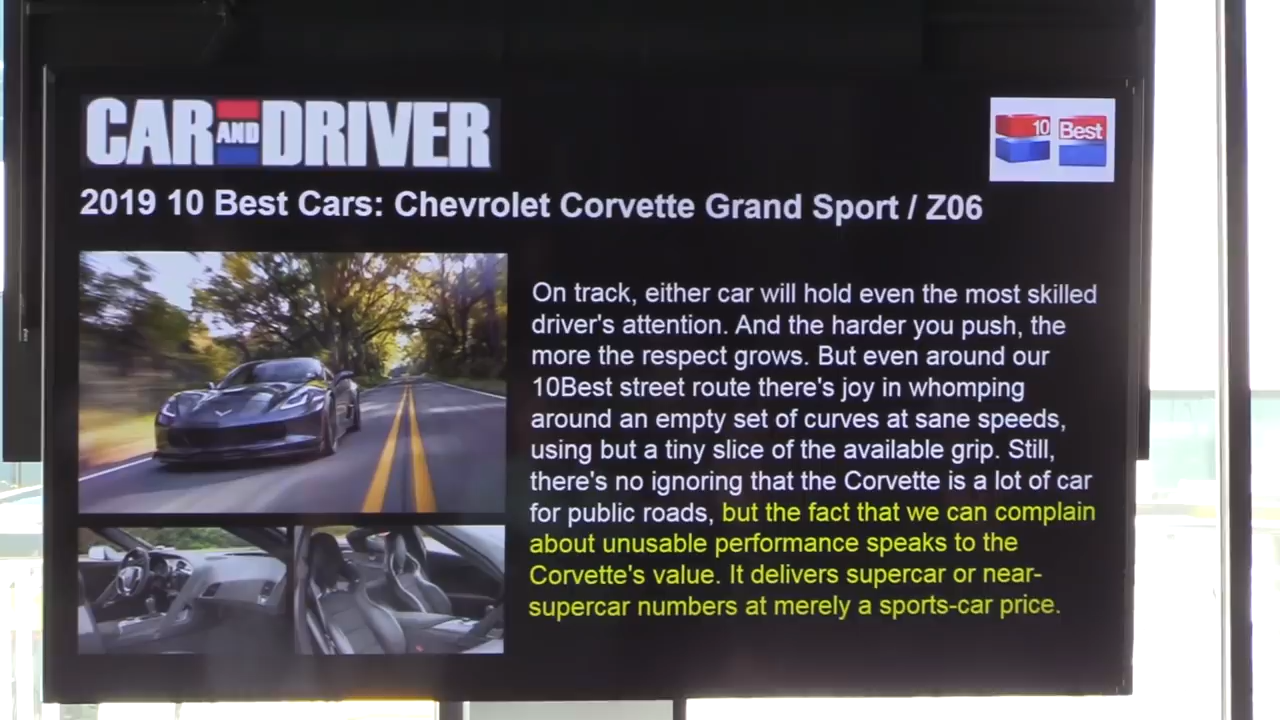 CAR AND DRIVER
10 Best
2019 10 Best Cars: Chevrolet Corvette Grand Sport / Z06
On track, either car will hold even the most skilled
driver's attention. And the harder you push, the
more the respect grows. But even around our
10Best street route there's joy in whomping
around an empty set of curves at sane speeds,
using but a tiny slice of the available grip. Still,
there's no ignoring that the Corvette is a lot of car
for public roads, but the fact that we can complain
about unusable performance speaks to the
Corvette's value. It delivers supercar or near-
supercar numbers at merely a sports-car price.